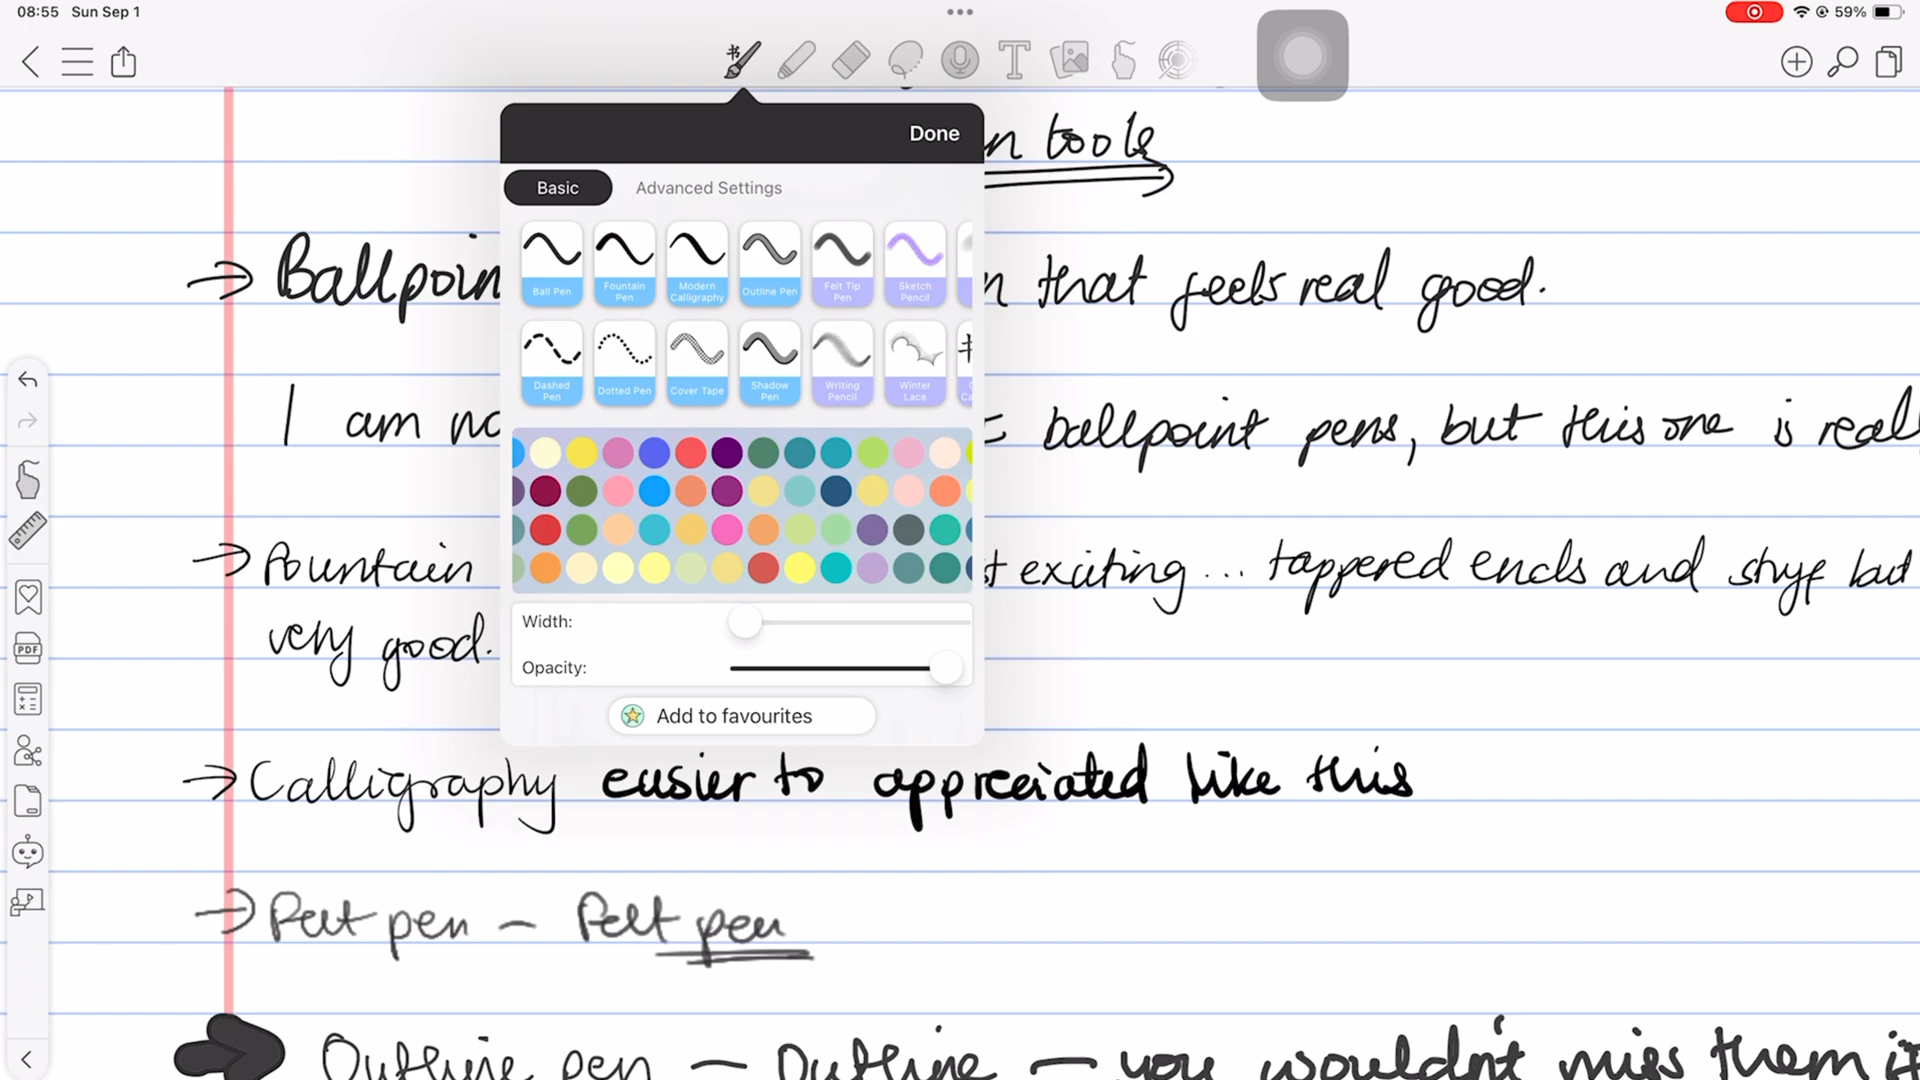 08:55 Sun Sep 1
59%
T
Done
n tools
Basic Advanced Settings
Ball Pen Fountain Pen Modern Calligraphy Outline Pen Felt Tip Pen Sketch Pencil
→ Ballpoin n that feels real good.
Dashed Pen Dotted Pen Cover Tape Shadow Pen Writing Pencil Winter Lace
I am no ballpoint pens, but this one is reall
→ Fountain st exciting... tappered ends and
very good.
Width:
Opacity:
Add to favourites
PDF
→ Calligraphy easier to appreciated like this
→ Felt pen - Felt pen
Outline pen - Outline - you wouldn't miss them